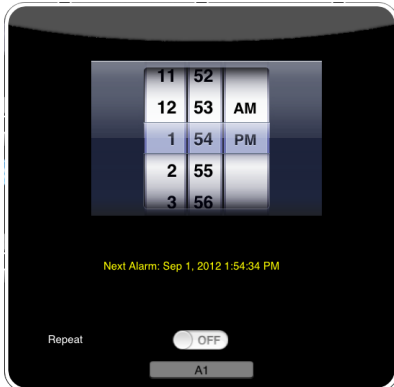 11 52
12 53 AM
1 54 PM
2 55
3 56
Next Alarm: Sep 1, 2012 1:54:34 PM
Repeat OFF
A1